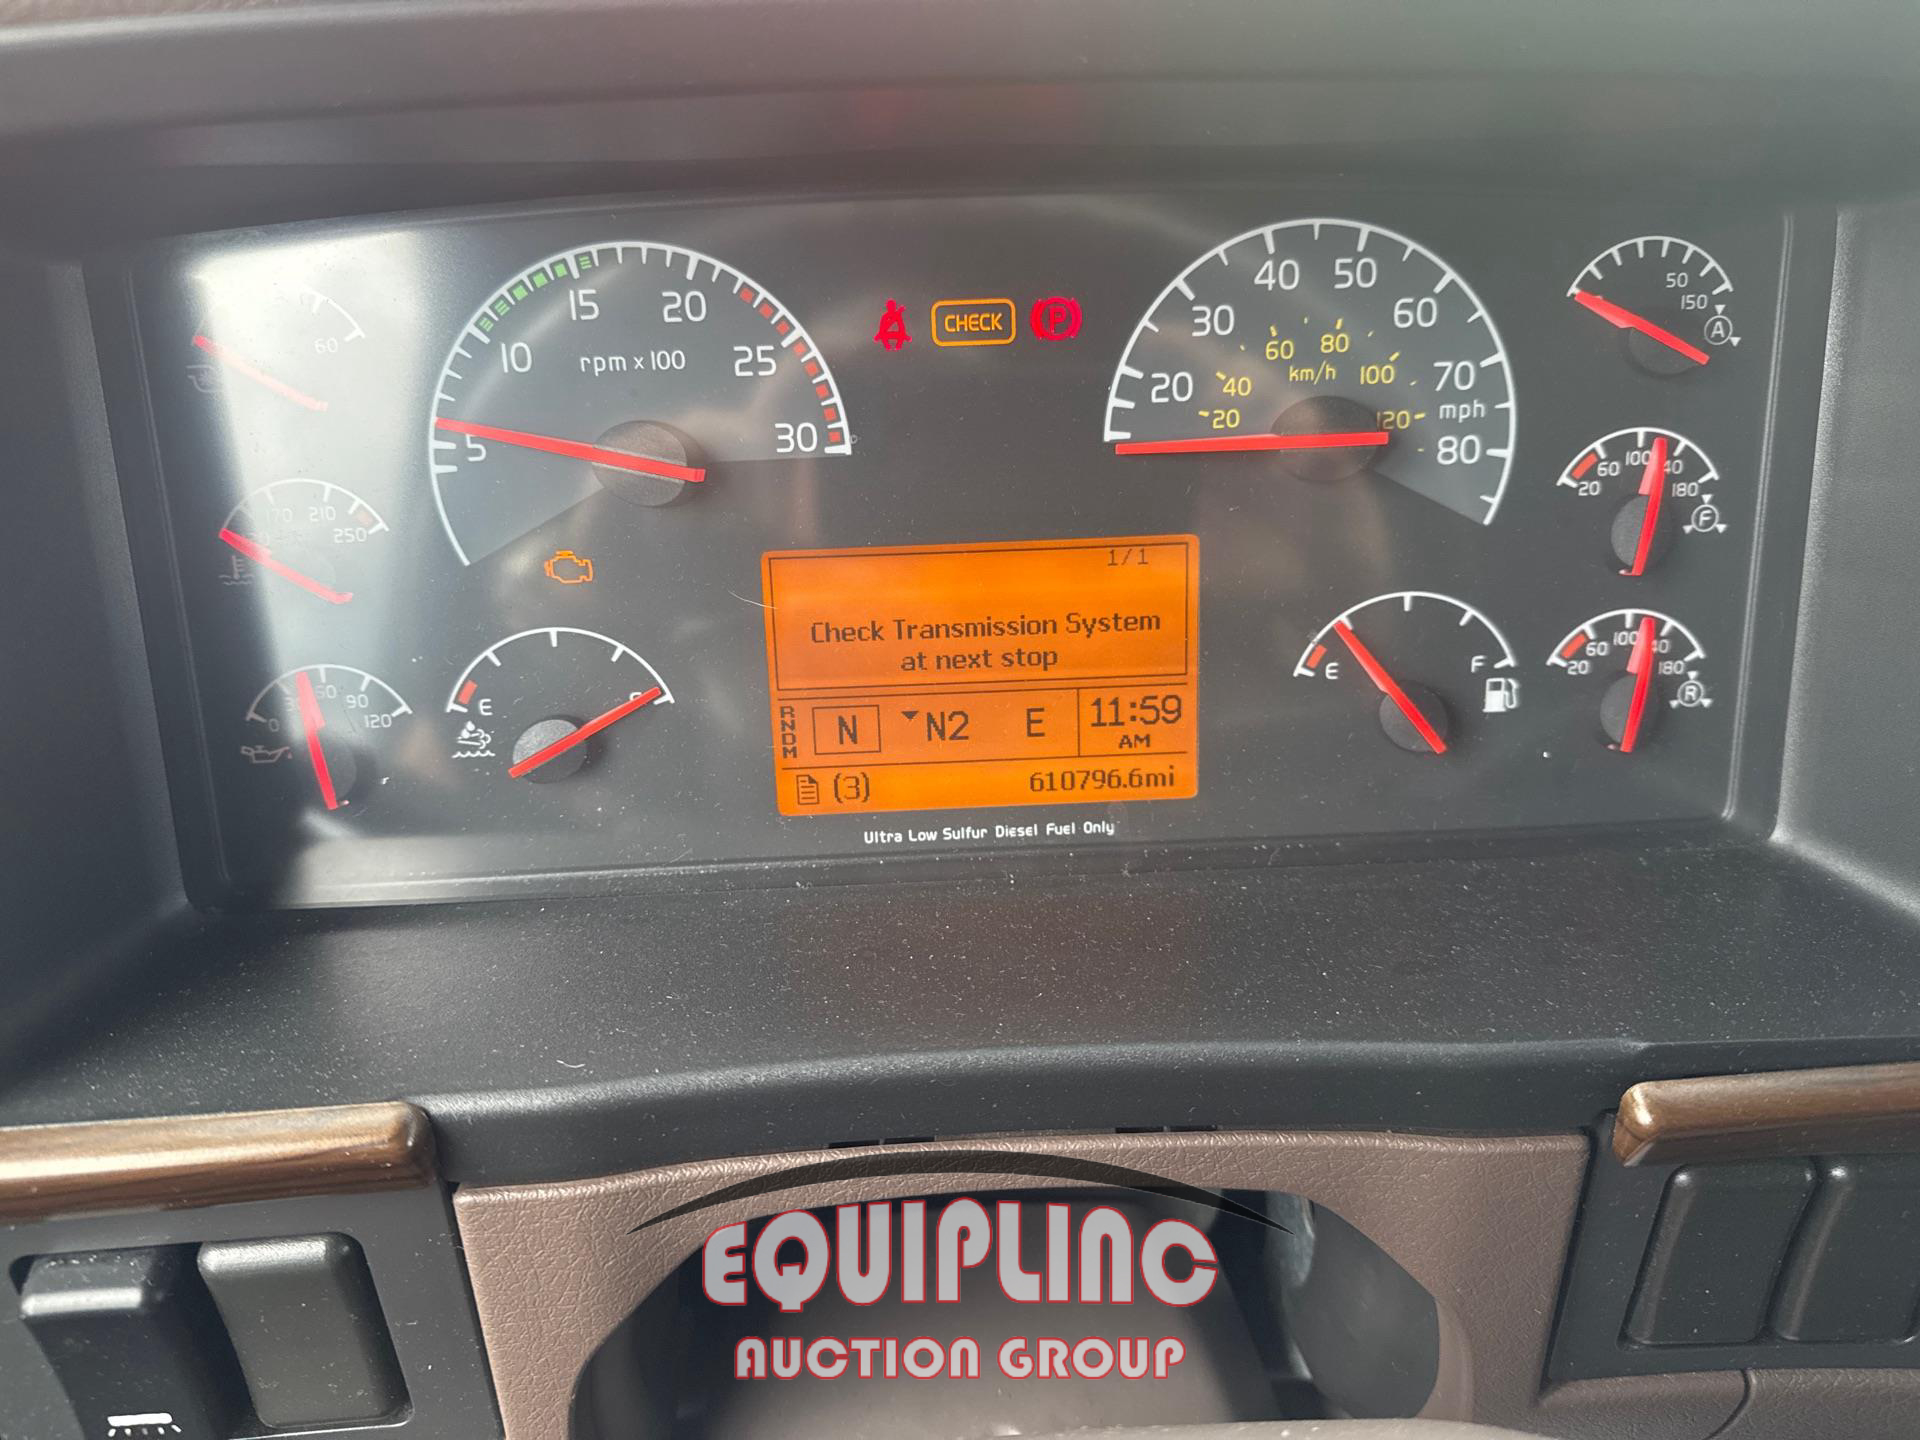 60
170 210
250
0 30 60 90 120
5 10 15 20 25 30
rpm x 100
E
CHECK
P
20 30 40 50 60 70 80
mph
20 40 60 80 100 120
km/h
50
150
A
20 60 100 140 180
F
E F
20 60 100 140 180
R
1/1
Check Transmission System
at next stop
RNDM N N2 E 11:59
AM
(3) 610796.6mi
Ultra Low Sulfur Diesel Fuel Only
EQUIPLINC
AUCTION GROUP